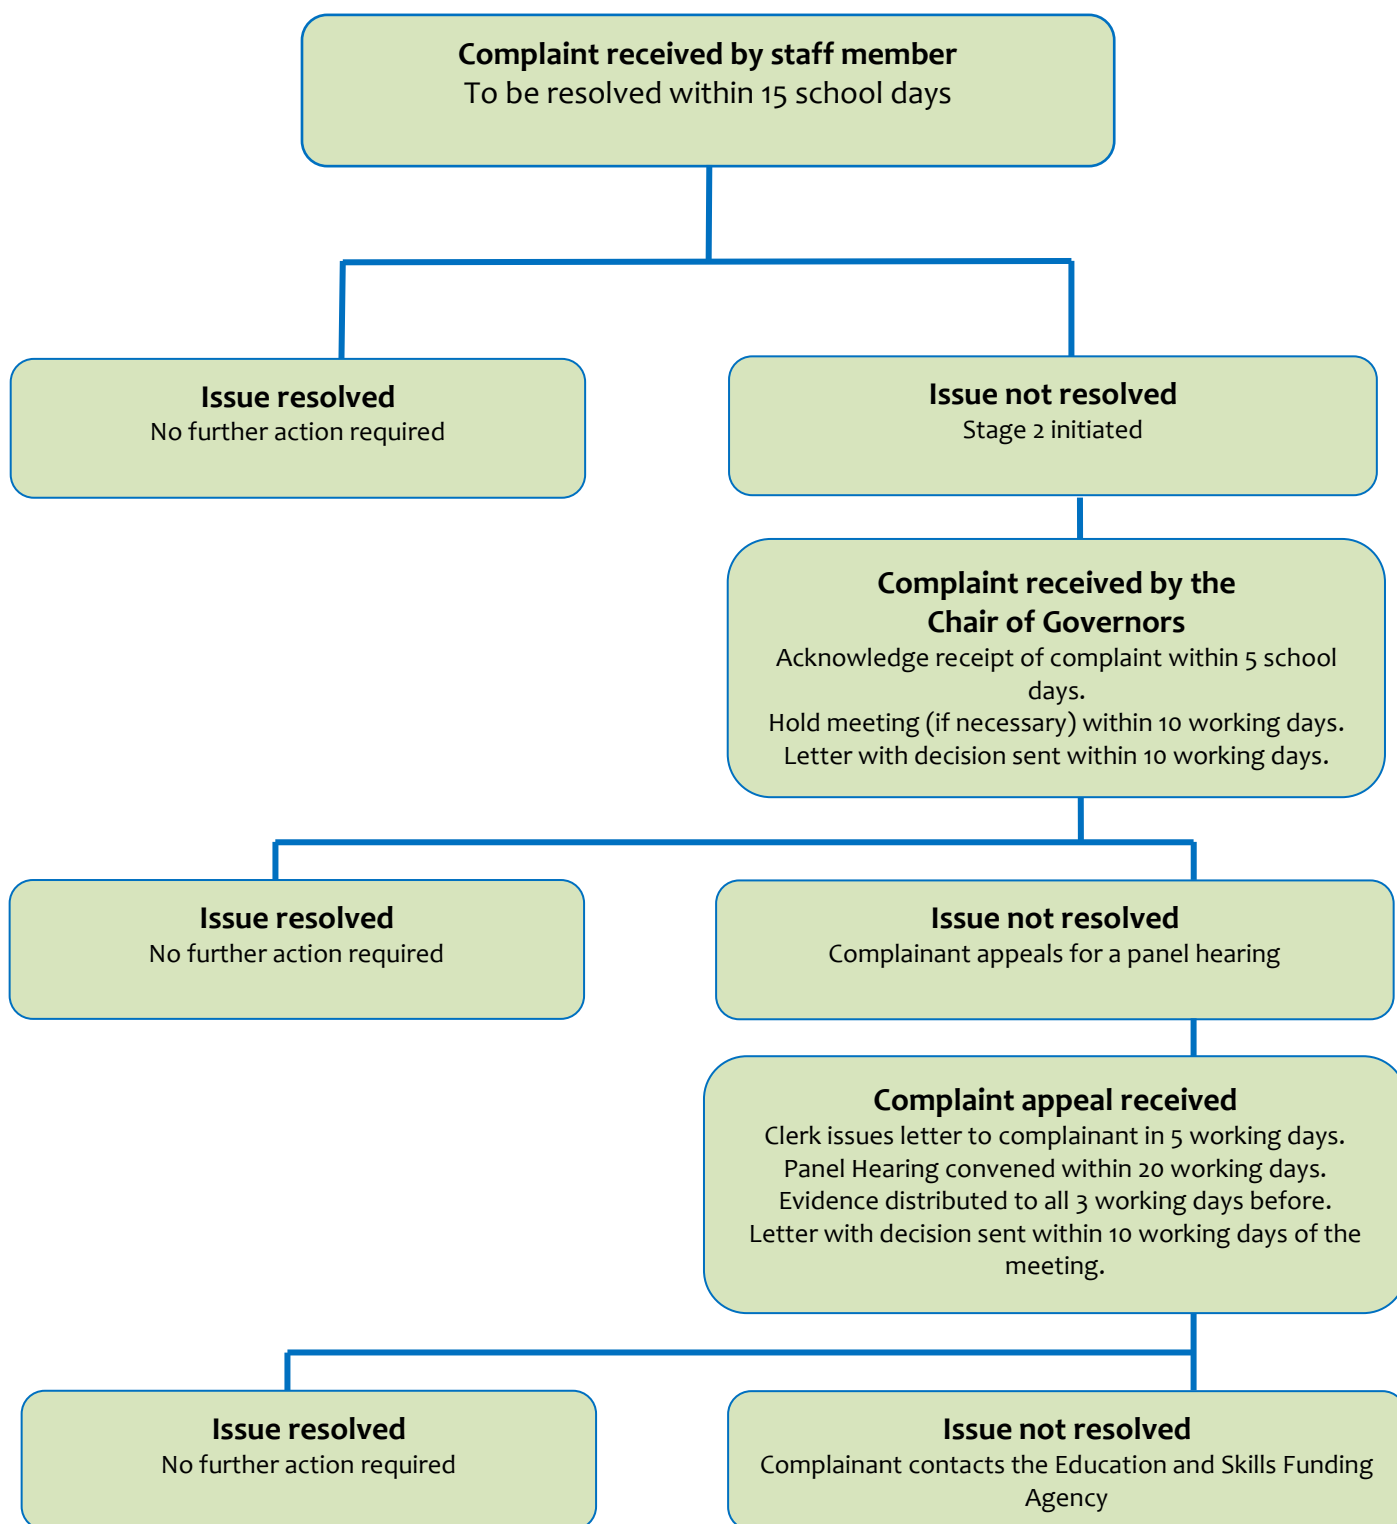 Complaint received by staff member
To be resolved within 15 school days
Issue resolved
No further action required
Issue not resolved
Stage 2 initiated
Complaint received by the
Chair of Governors
Acknowledge receipt of complaint within 5 school
days.
Hold meeting (if necessary) within 10 working days.
Letter with decision sent within 10 working days.
Issue resolved
No further action required
Issue not resolved
Complainant appeals for a panel hearing
Complaint appeal received
Clerk issues letter to complainant in 5 working days.
Panel Hearing convened within 20 working days.
Evidence distributed to all 3 working days before.
Letter with decision sent within 10 working days of the
meeting.
Issue resolved
No further action required
Issue not resolved
Complainant contacts the Education and Skills Funding
Agency